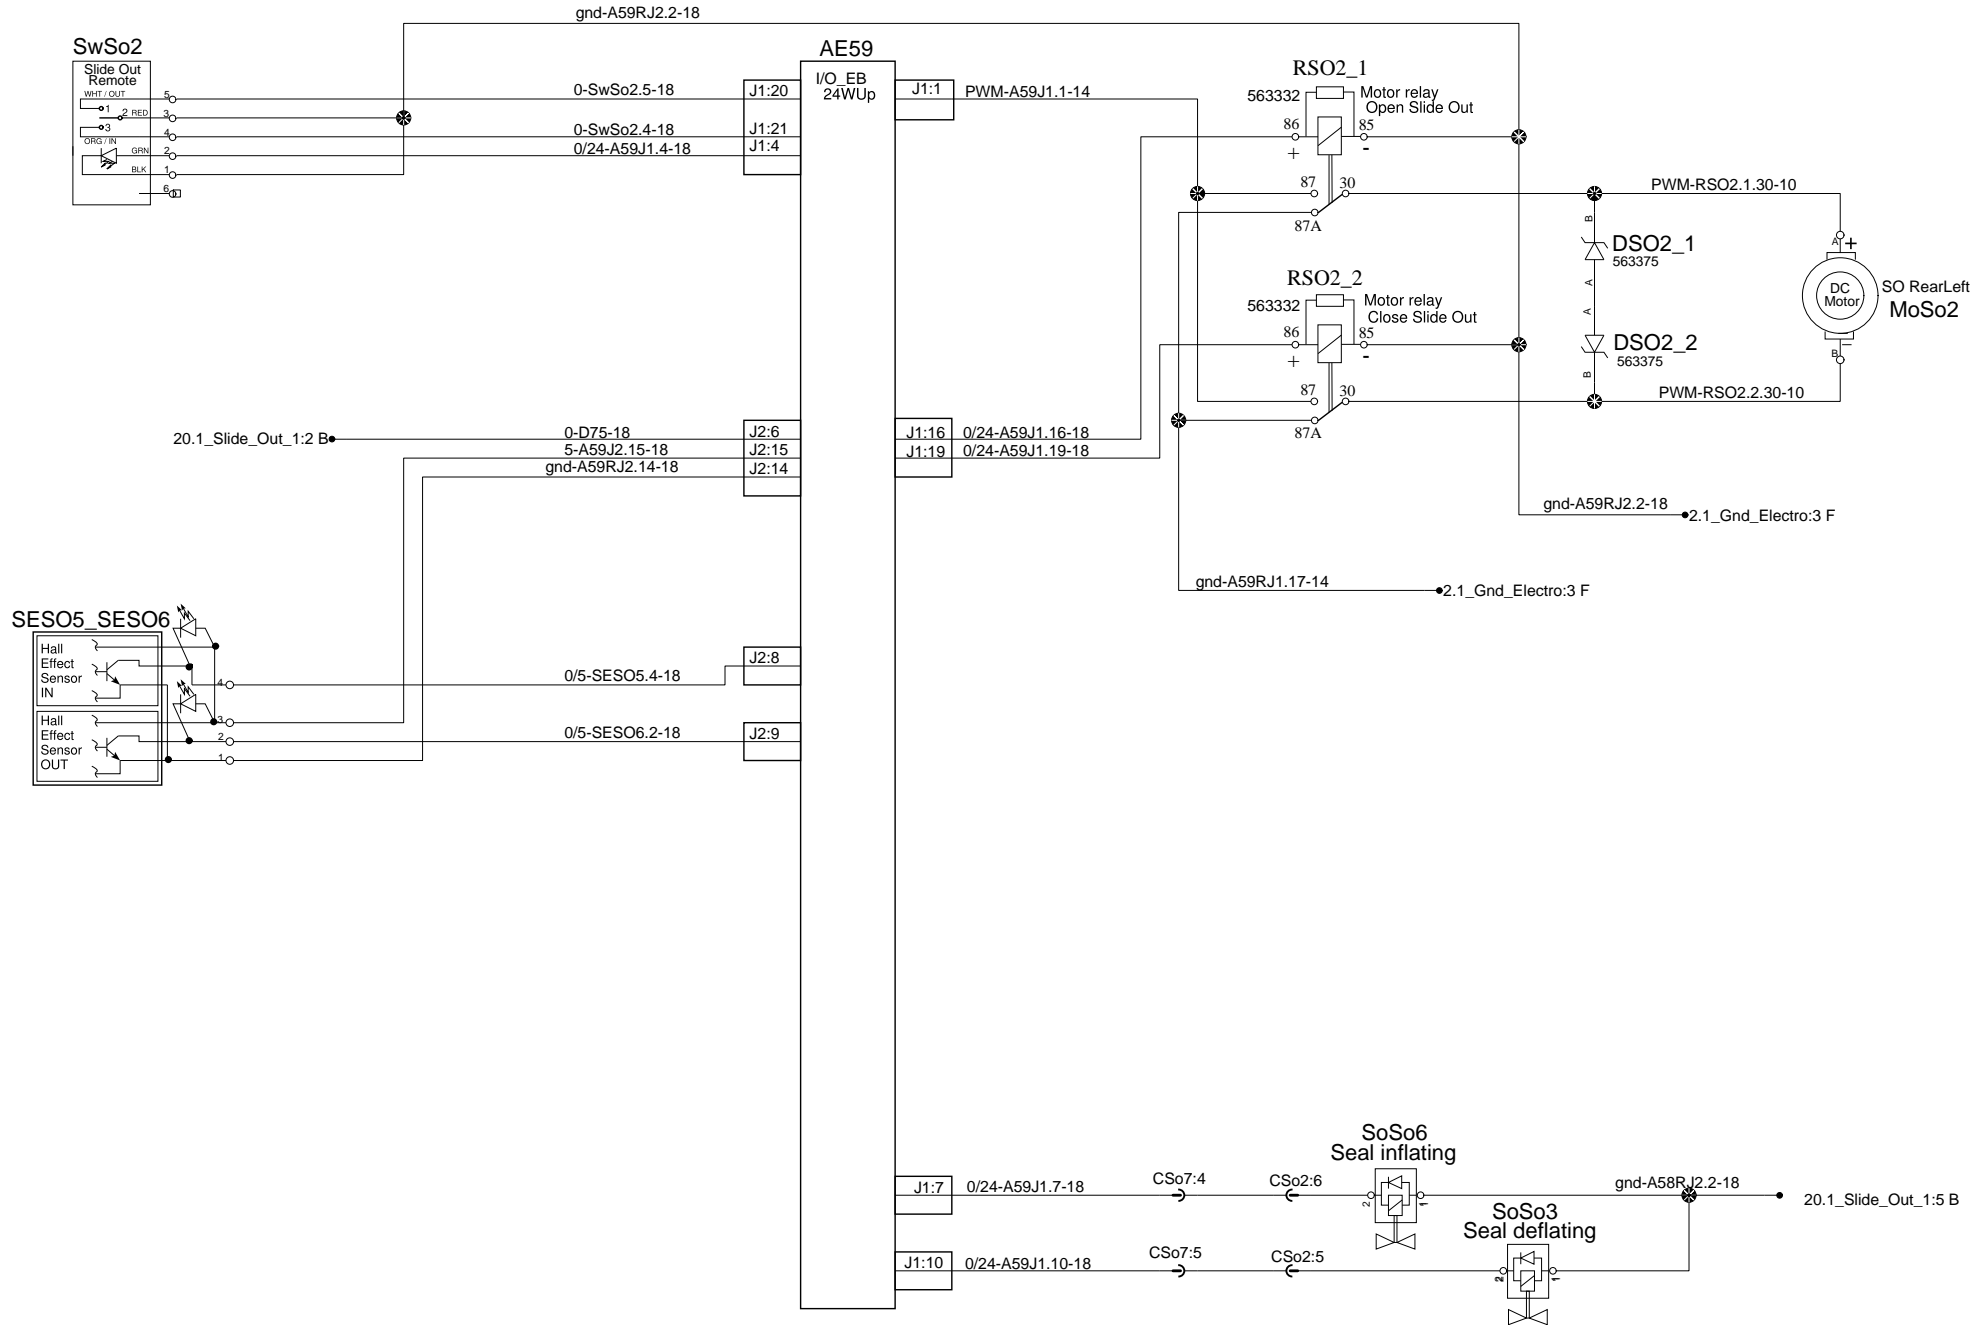 gnd-A59RJ2.2-18
SwSo2
Slide Out
Remote
WHT / OUT
1
2
RED
3
ORG / IN
GRN
BLK
5
3
4
2
1
6
0-SwSo2.5-18
0-SwSo2.4-18
0/24-A59J1.4-18
J1:20
J1:21
J1:4
AE59
I/O_EB
24WUp
J1:1
PWM-A59J1.1-14
RSO2_1
563332
Motor relay
Open Slide Out
86
85
+
-
87
30
87A
PWM-RSO2.1.30-10
B
DSO2_1
563375
A
A
DSO2_2
563375
B
A
+
DC
Motor
SO RearLeft
MoSo2
B
−
RSO2_2
563332
Motor relay
Close Slide Out
86
85
+
-
87
30
87A
PWM-RSO2.2.30-10
20.1_Slide_Out_1:2 B
0-D75-18
5-A59J2.15-18
gnd-A59RJ2.14-18
J2:6
J2:15
J2:14
J1:16
J1:19
0/24-A59J1.16-18
0/24-A59J1.19-18
gnd-A59RJ2.2-18
2.1_Gnd_Electro:3 F
gnd-A59RJ1.17-14
2.1_Gnd_Electro:3 F
SESO5_SESO6
Hall
Effect
Sensor
IN
Hall
Effect
Sensor
OUT
4
3
2
1
0/5-SESO5.4-18
J2:8
0/5-SESO6.2-18
J2:9
J1:7
0/24-A59J1.7-18
CSo7:4
CSo2:6
SoSo6
Seal inflating
2
1
gnd-A58RJ2.2-18
20.1_Slide_Out_1:5 B
J1:10
0/24-A59J1.10-18
CSo7:5
CSo2:5
SoSo3
Seal deflating
2
1